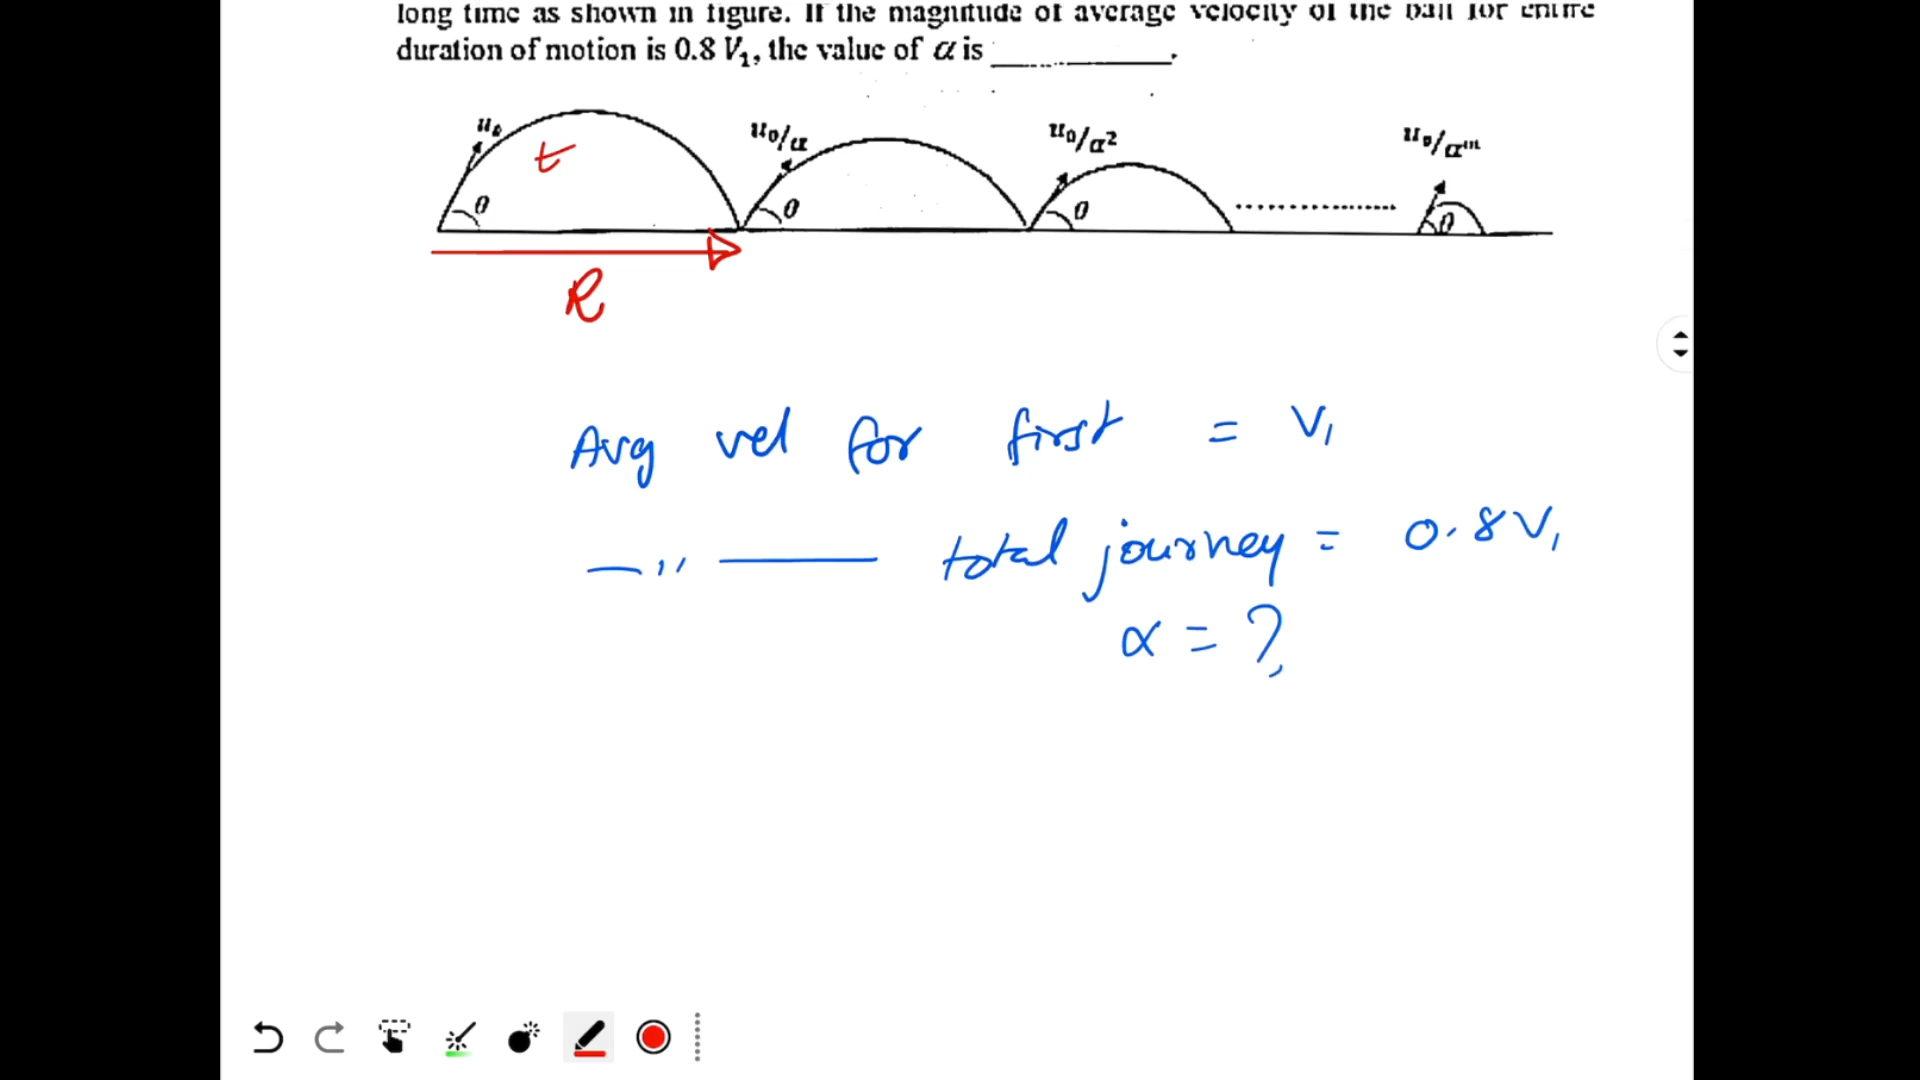 long time as shown in figure. If the magnitude of average velocity of the ball for entire
duration of motion is 0.8 V₁, the value of α is ____________.
u₀ u₀/α u₀/α² u₀/αᵐ
t
θ θ θ θ
R
Avg vel for first = V₁
—〃— total journey = 0.8V₁
α = ?